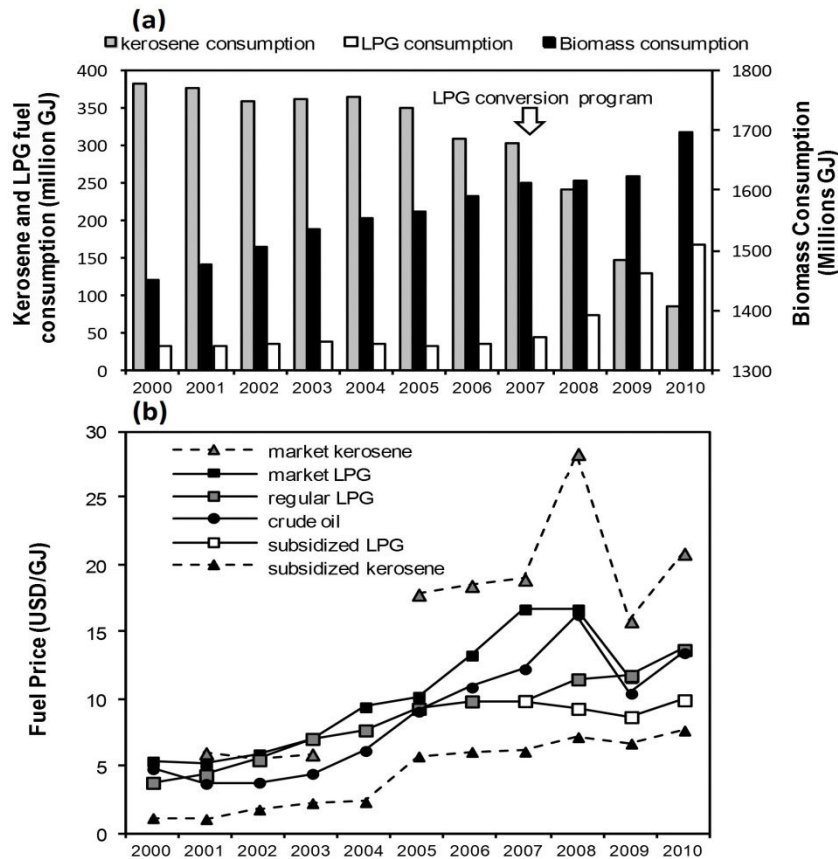 (a)
kerosene consumption LPG consumption Biomass consumption
Kerosene and LPG fuel
consumption (million GJ)
400
350
300
250
200
150
100
50
0
LPG conversion program
1800
1700
1600
1500
1400
1300
Biomass Consumption
(Millions GJ)
2000 2001 2002 2003 2004 2005 2006 2007 2008 2009 2010
(b)
Fuel Price (USD/GJ)
30
25
20
15
10
5
0
market kerosene
market LPG
regular LPG
crude oil
subsidized LPG
subsidized kerosene
2000 2001 2002 2003 2004 2005 2006 2007 2008 2009 2010